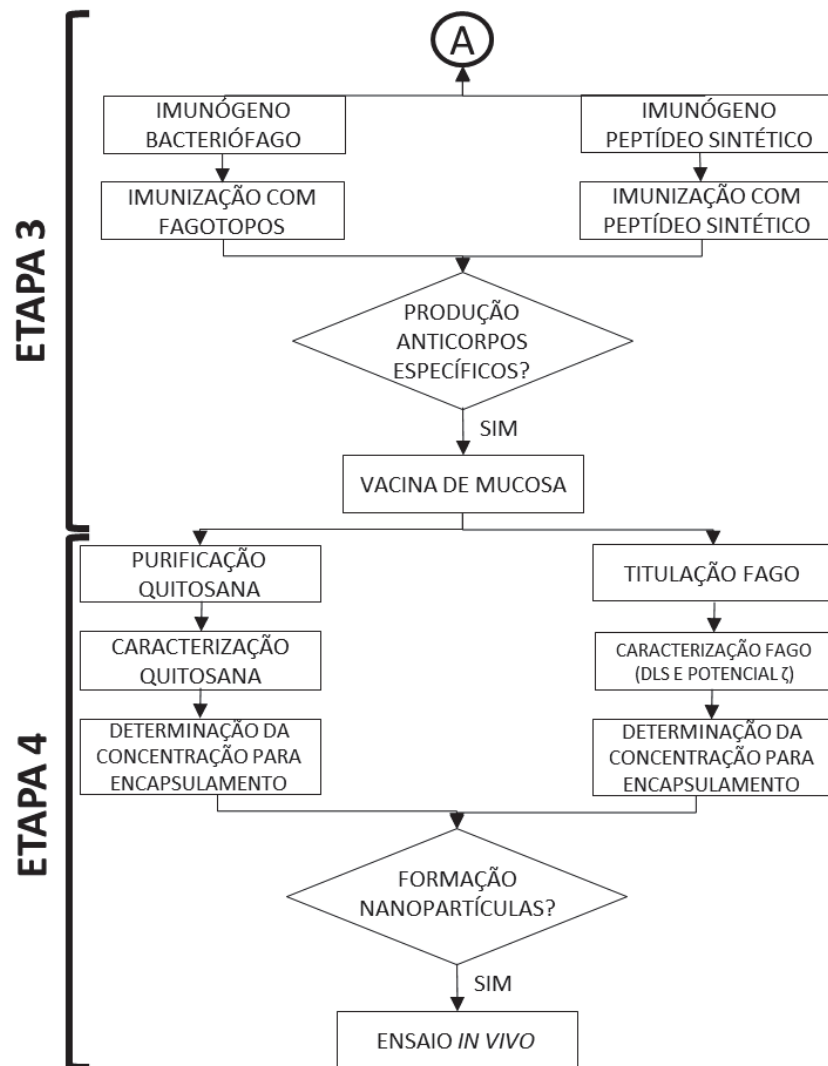 A
ETAPA 3
IMUNÓGENO
BACTERIÓFAGO
IMUNÓGENO
PEPTÍDEO SINTÉTICO
IMUNIZAÇÃO COM
FAGOTOPOS
IMUNIZAÇÃO COM
PEPTÍDEO SINTÉTICO
PRODUÇÃO
ANTICORPOS
ESPECÍFICOS?
SIM
VACINA DE MUCOSA
ETAPA 4
PURIFICAÇÃO
QUITOSANA
TITULAÇÃO FAGO
CARACTERIZAÇÃO
QUITOSANA
CARACTERIZAÇÃO FAGO
(DLS E POTENCIAL ζ)
DETERMINAÇÃO DA
CONCENTRAÇÃO PARA
ENCAPSULAMENTO
DETERMINAÇÃO DA
CONCENTRAÇÃO PARA
ENCAPSULAMENTO
FORMAÇÃO
NANOPARTÍCULAS?
SIM
ENSAIO IN VIVO